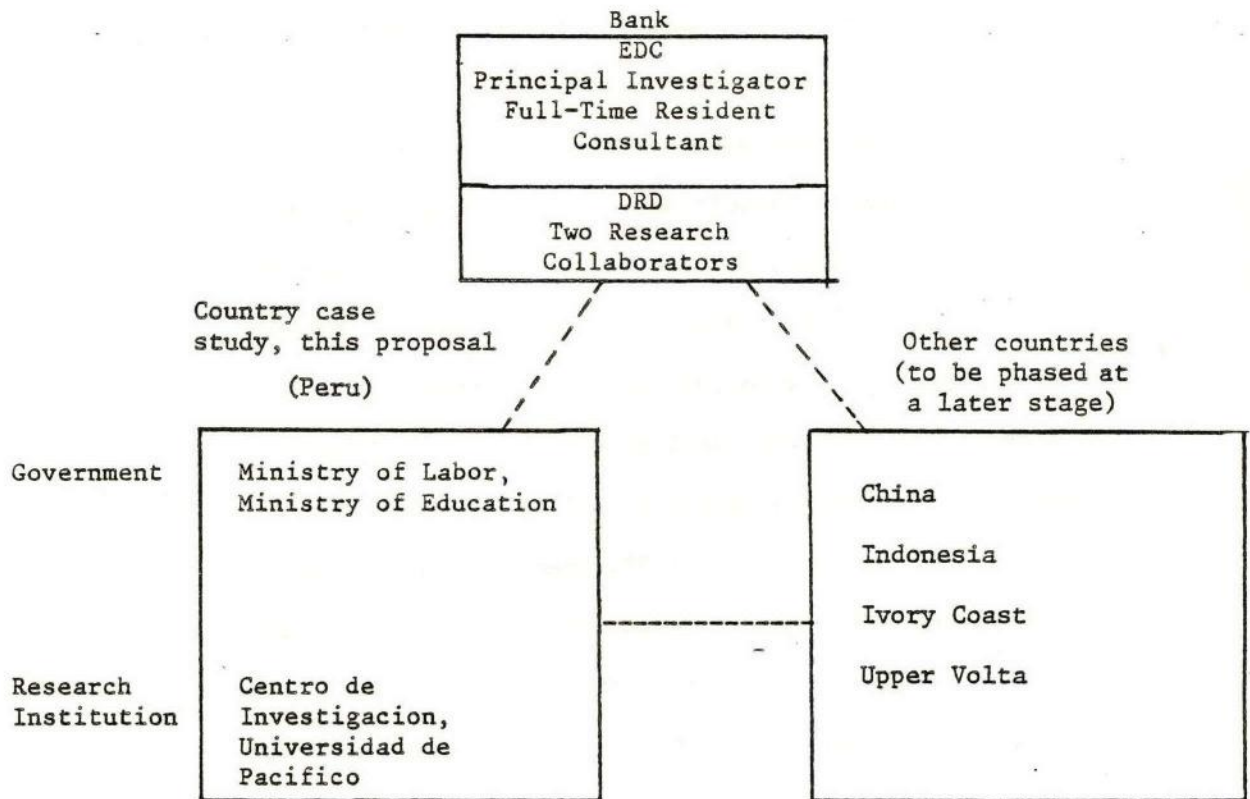 Bank
EDC
Principal Investigator
Full-Time Resident
Consultant
DRD
Two Research
Collaborators
Country case
study, this proposal
(Peru)
Other countries
(to be phased at
a later stage)
Government
Ministry of Labor,
Ministry of Education
Research
Institution
Centro de
Investigacion,
Universidad de
Pacifico
China
Indonesia
Ivory Coast
Upper Volta